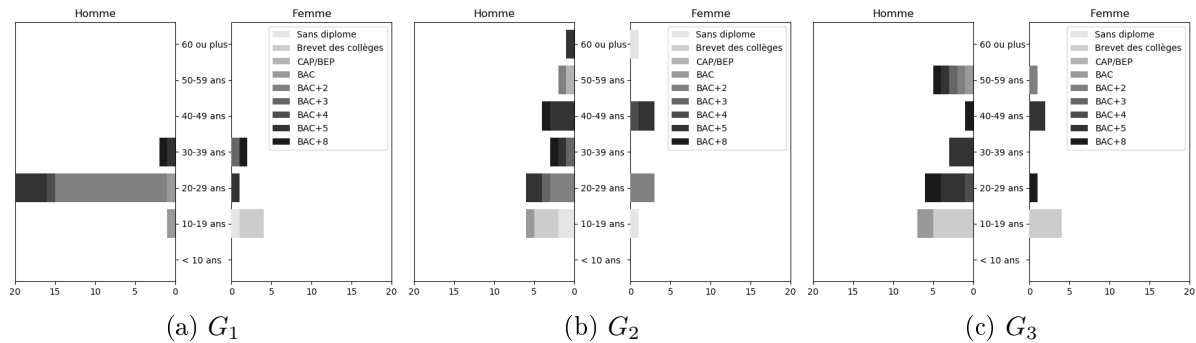 Homme
Femme
Sans diplome
Brevet des collèges
CAP/BEP
BAC
BAC+2
BAC+3
BAC+4
BAC+5
BAC+8
30-39 ans
20-29 ans
10-19 ans
< 10 ans
60 ou plus
50-59 ans
40-49 ans
20 15 10 5 0
0 5 10 15 20
(a) G1
Homme
Femme
Sans diplome
Brevet des collèges
CAP/BEP
BAC
BAC+2
BAC+3
BAC+4
BAC+5
BAC+8
60 ou plus
50-59 ans
40-49 ans
30-39 ans
20-29 ans
10-19 ans
< 10 ans
20 15 10 5 0
0 5 10 15 20
(b) G2
Homme
Femme
Sans diplome
Brevet des collèges
CAP/BEP
BAC
BAC+2
BAC+3
BAC+4
BAC+5
BAC+8
60 ou plus
50-59 ans
40-49 ans
30-39 ans
20-29 ans
10-19 ans
< 10 ans
20 15 10 5 0
0 5 10 15 20
(c) G3